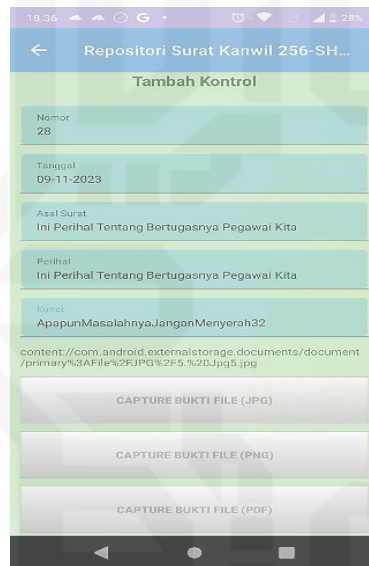 18.36 G 28%
Repositori Surat Kanwil 256-SH...
Tambah Kontrol
Nomor
28
Tanggal
09-11-2023
Asal Surat
Ini Perihal Tentang Bertugasnya Pegawai Kita
Perihal
Ini Perihal Tentang Bertugasnya Pegawai Kita
Kunci
ApapunMasalahnyaJanganMenyerah32
content://com.android.externalstorage.documents/document
/primary%3AFile%2FJPG%2F5.%20Jpg5.jpg
CAPTURE BUKTI FILE (JPG)
CAPTURE BUKTI FILE (PNG)
CAPTURE BUKTI FILE (PDF)